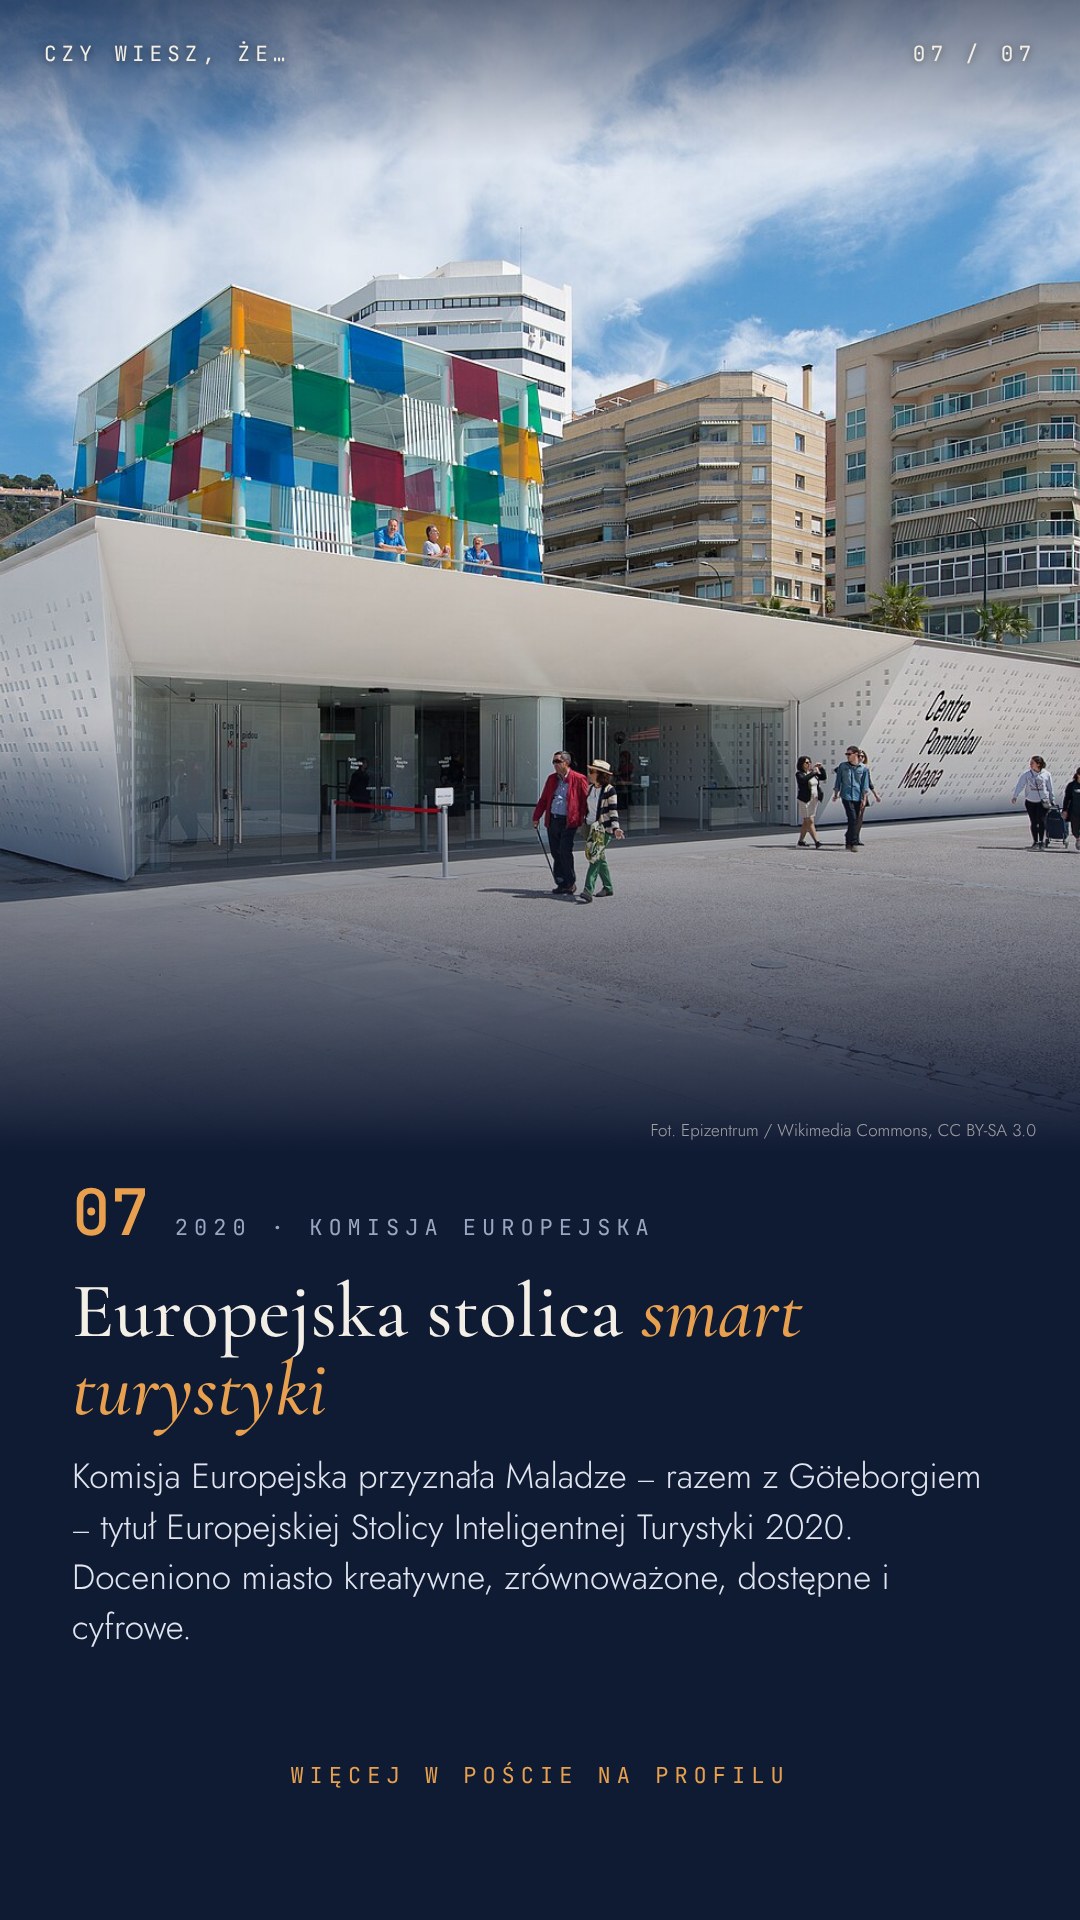 CZY WIESZ, ŻE…
07 / 07
Centre
Pompidou
Málaga
Fot. Epizentrum / Wikimedia Commons, CC BY-SA 3.0
07 2020 · KOMISJA EUROPEJSKA
Europejska stolica smart
turystyki
Komisja Europejska przyznała Maladze – razem z Göteborgiem
– tytuł Europejskiej Stolicy Inteligentnej Turystyki 2020.
Doceniono miasto kreatywne, zrównoważone, dostępne i
cyfrowe.
WIĘCEJ W POŚCIE NA PROFILU